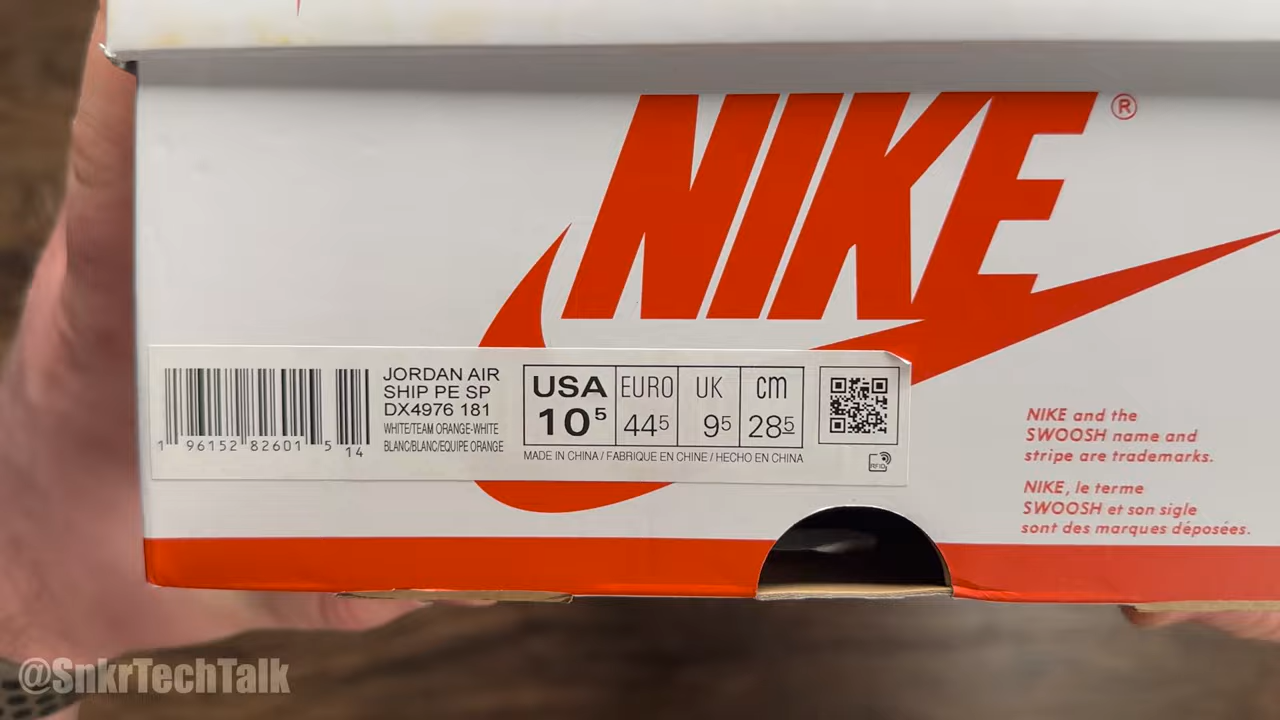 NIKE®
JORDAN AIR
SHIP PE SP
DX4976 181
WHITE/TEAM ORANGE-WHITE
BLANC/BLANC/EQUIPE ORANGE
1 96152 82601 5 14
USA EURO UK cm
10⁵ 44⁵ 9⁵ 28⁵
MADE IN CHINA / FABRIQUE EN CHINE / HECHO EN CHINA
RFID
NIKE and the
SWOOSH name and
stripe are trademarks.
NIKE, le terme
SWOOSH et son sigle
sont des marques déposées.
@SnkrTechTalk